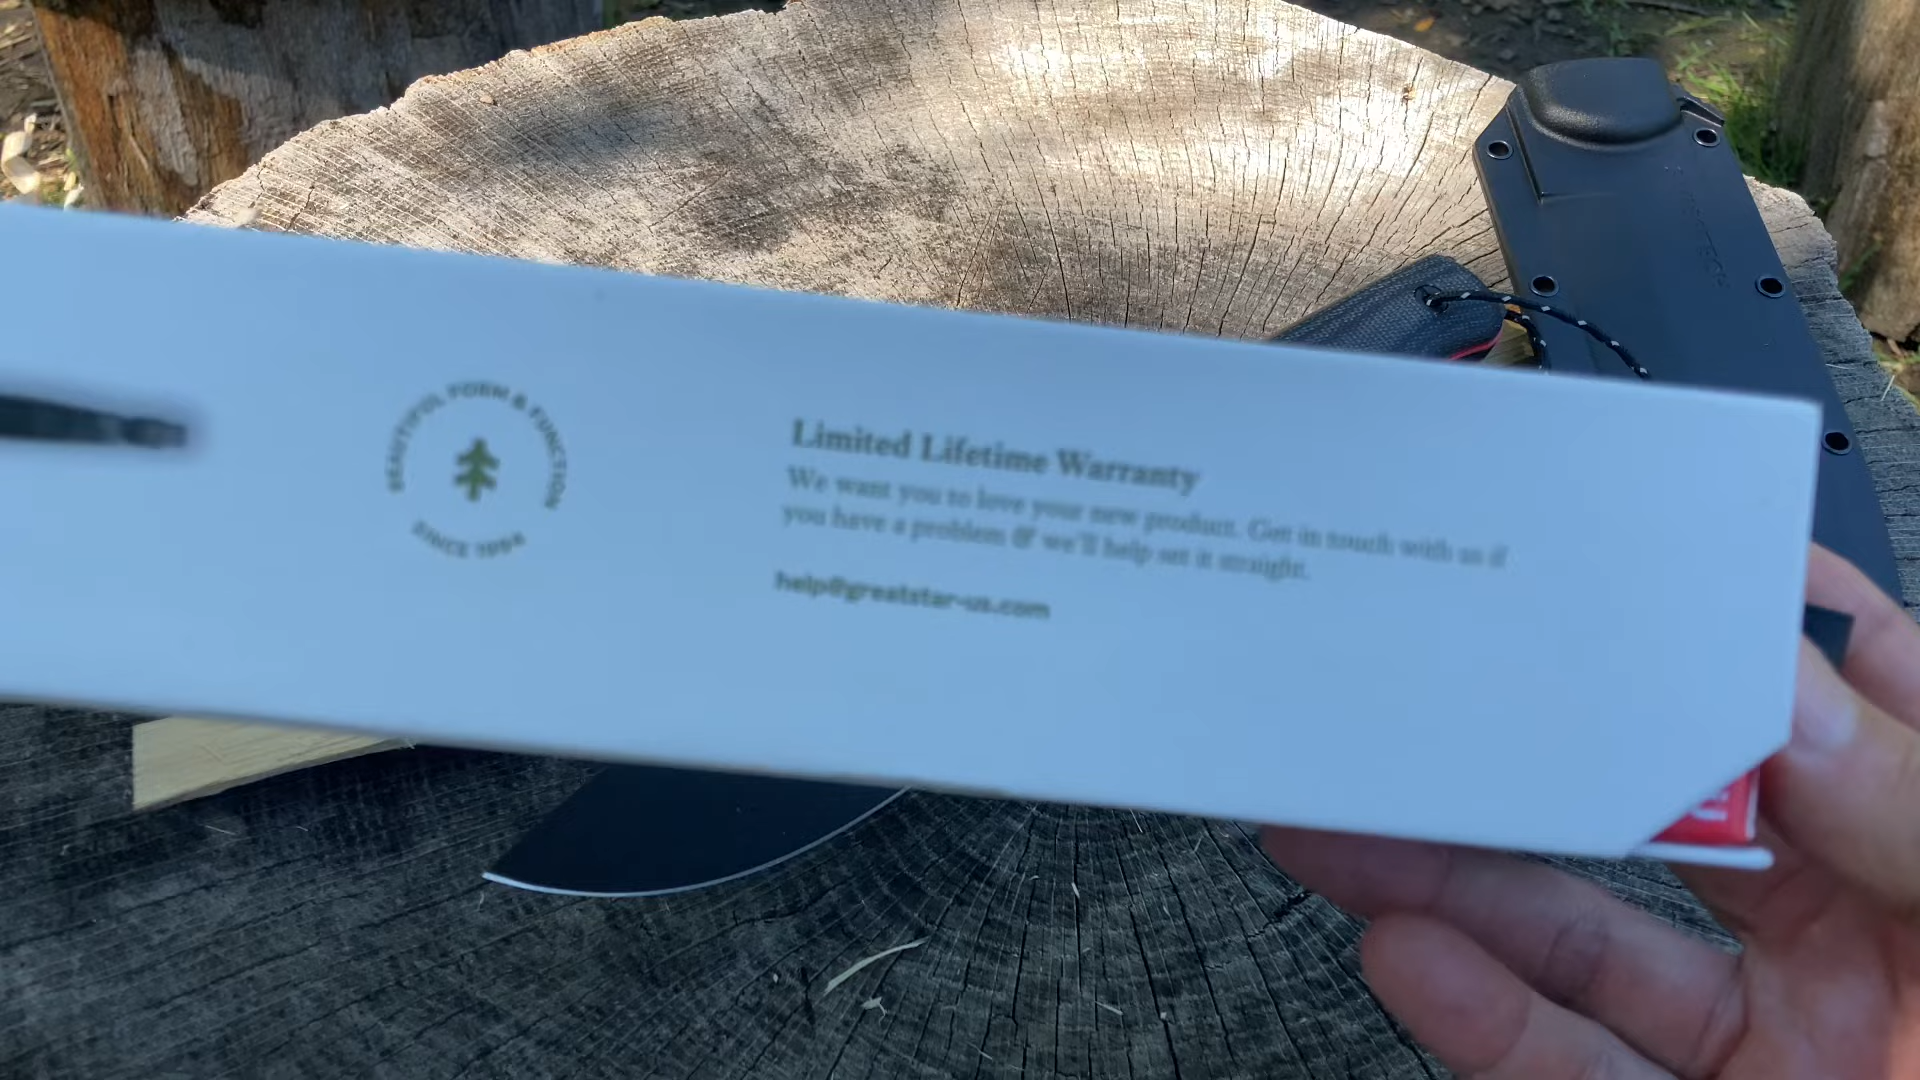 BEAUTIFUL FORM & FUNCTION
SINCE 1984
Limited Lifetime Warranty
We want you to love your new product. Get in touch with us if
you have a problem & we'll help set it straight.
help@greatstar-us.com